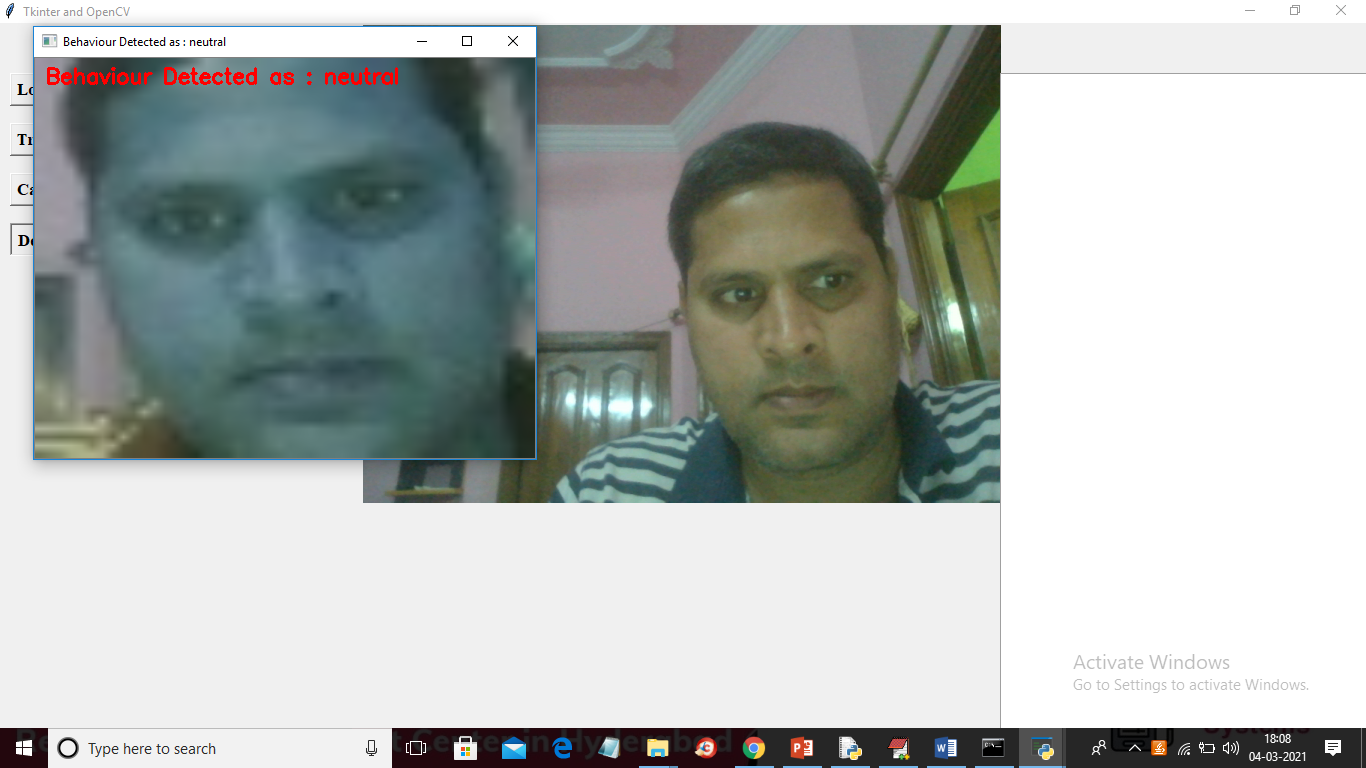 Tkinter and OpenCV
Behaviour Detected as : neutral
Behaviour Detected as : neutral
Activate Windows
Go to Settings to activate Windows.
Type here to search
18:08
04-03-2021